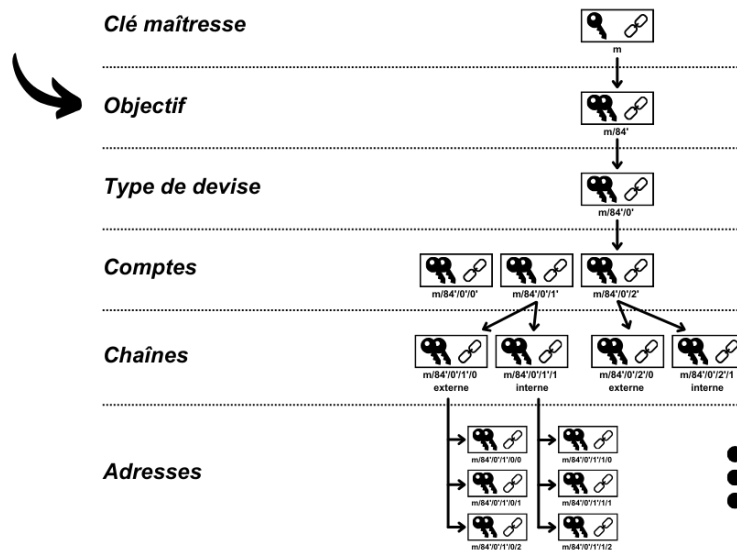 Clé maîtresse
m
Objectif
m/84'
Type de devise
m/84'/0'
Comptes
m/84'/0'/0'
m/84'/0'/1'
m/84'/0'/2'
Chaînes
m/84'/0'/1'/0
externe
m/84'/0'/1'/1
interne
m/84'/0'/2'/0
externe
m/84'/0'/2'/1
interne
Adresses
m/84'/0'/1'/0/0
m/84'/0'/1'/1/0
m/84'/0'/1'/0/1
m/84'/0'/1'/1/1
m/84'/0'/1'/0/2
m/84'/0'/1'/1/2